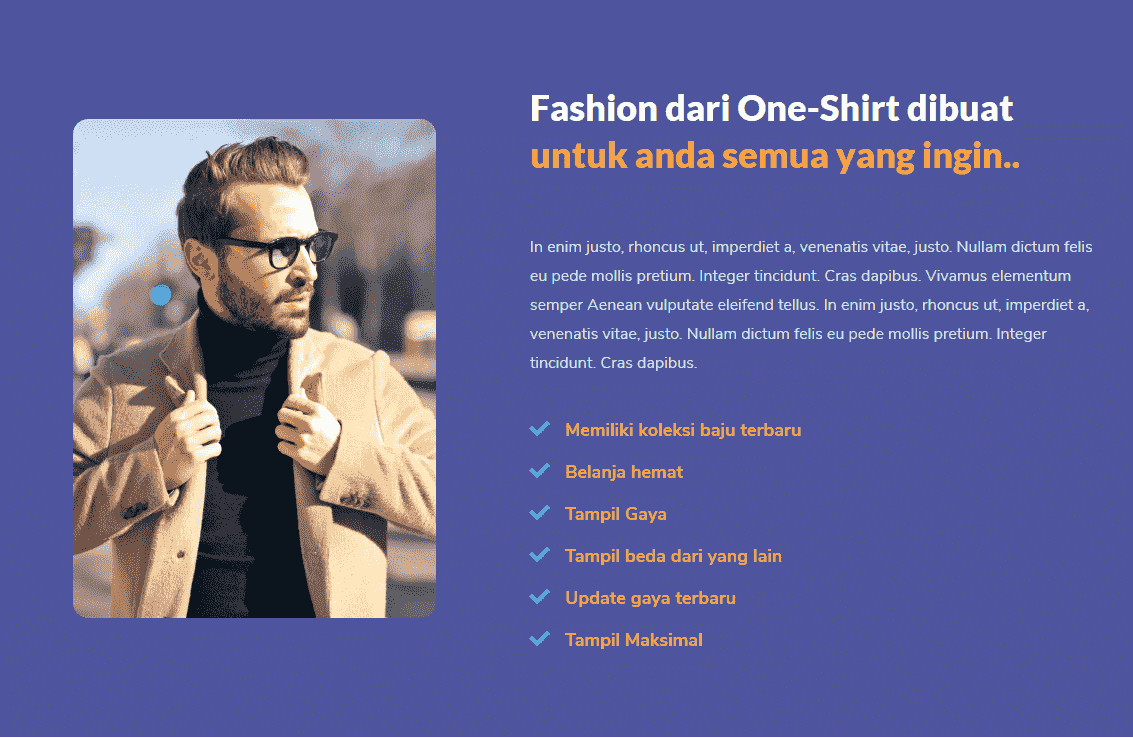 Fashion dari One-Shirt dibuat
untuk anda semua yang ingin..
In enim justo, rhoncus ut, imperdiet a, venenatis vitae, justo. Nullam dictum felis
eu pede mollis pretium. Integer tincidunt. Cras dapibus. Vivamus elementum
semper Aenean vulputate eleifend tellus. In enim justo, rhoncus ut, imperdiet a,
venenatis vitae, justo. Nullam dictum felis eu pede mollis pretium. Integer
tincidunt. Cras dapibus.
Memiliki koleksi baju terbaru
Belanja hemat
Tampil Gaya
Tampil beda dari yang lain
Update gaya terbaru
Tampil Maksimal